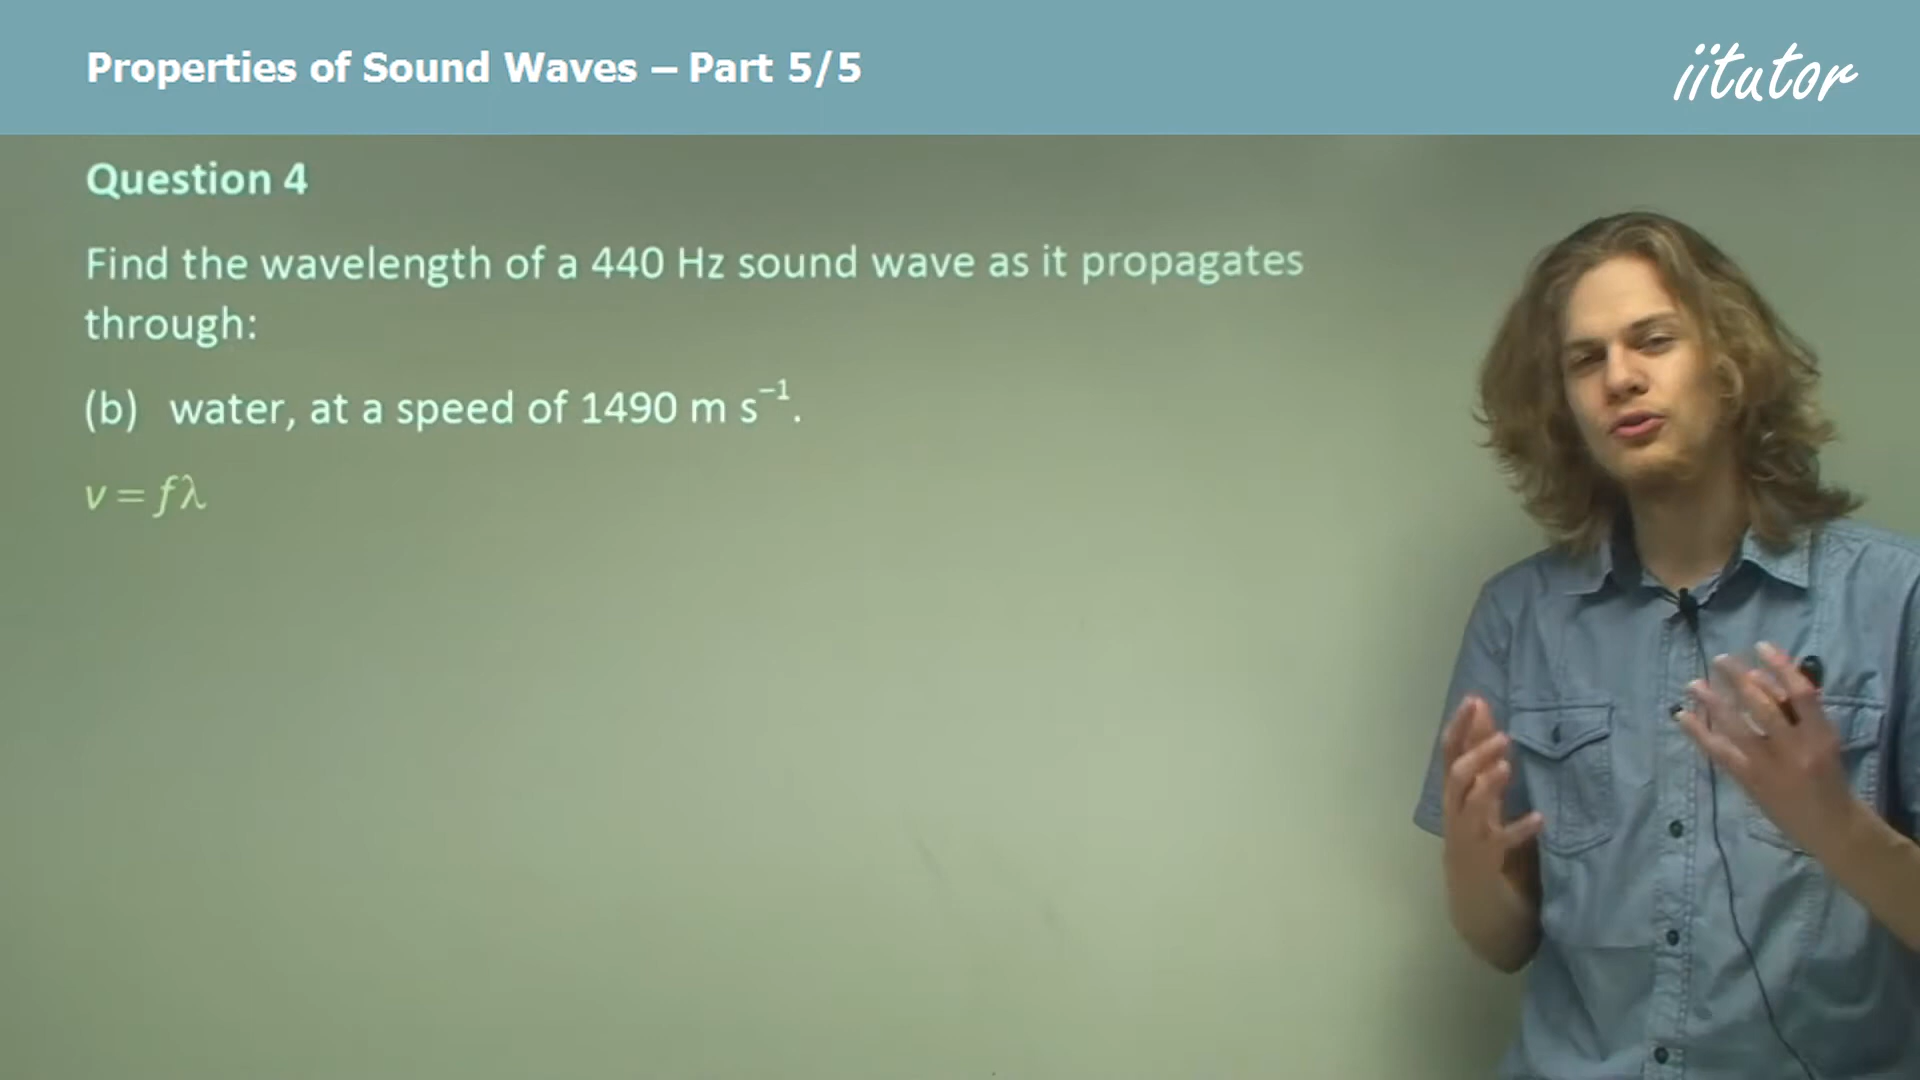 Properties of Sound Waves – Part 5/5
iitutor
Question 4
Find the wavelength of a 440 Hz sound wave as it propagates
through:
(b) water, at a speed of 1490 m s⁻¹.
v = fλ